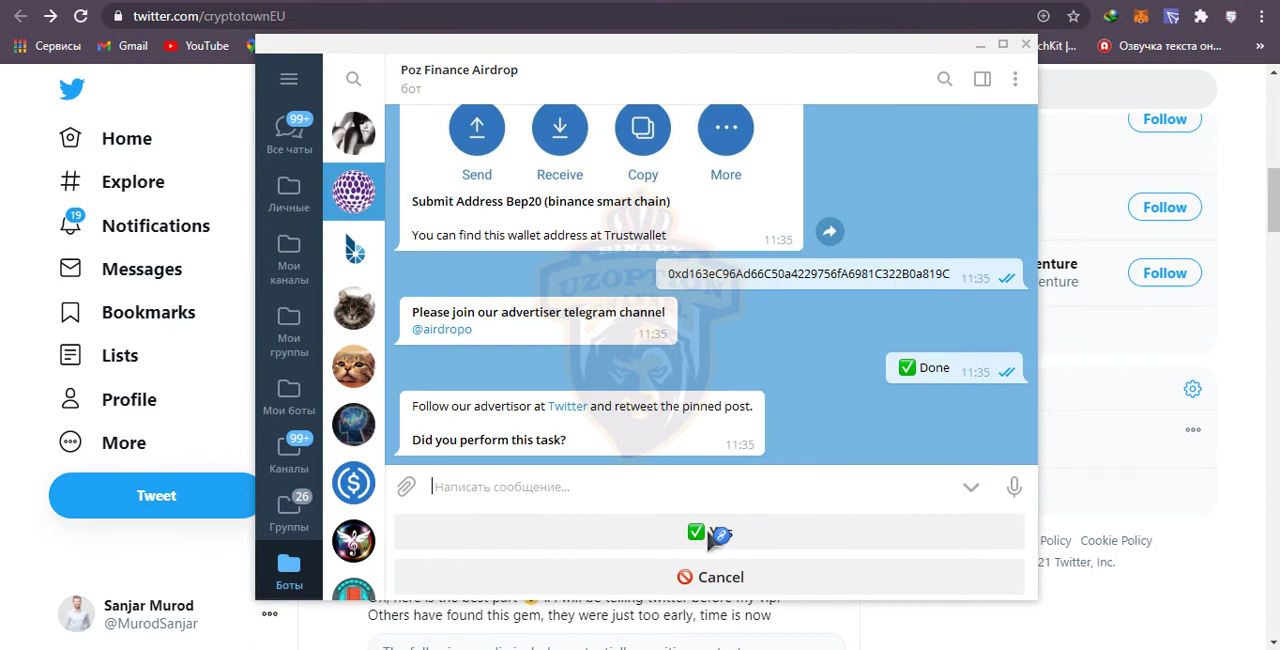 twitter.com/cryptotownEU
Сервисы
Gmail
YouTube
chKit |...
Озвучка текста он...
»
Home
Explore
19
Notifications
Messages
Bookmarks
Lists
Profile
More
Tweet
Sanjar Murod
@MurodSanjar
99+
Все чаты
Личные
Мои
каналы
Мои
группы
Мои боты
99+
Каналы
26
Группы
Боты
Poz Finance Airdrop
бот
Send
Receive
Copy
More
Submit Address Bep20 (binance smart chain)
You can find this wallet address at Trustwallet
11:35
0xd163eC96Ad66C50a4229756fA6981C322B0a819C
11:35
Please join our advertiser telegram channel
@airdropo
11:35
Done
11:35
Follow our advertisor at Twitter and retweet the pinned post.
Did you perform this task?
11:35
BINARY
UZOPTION
CHANNEL
Написать сообщение...
Cancel
Follow
Follow
enture
enture
Follow
Policy
Cookie Policy
21 Twitter, Inc.
Others have found this gem, they were just too early, time is now